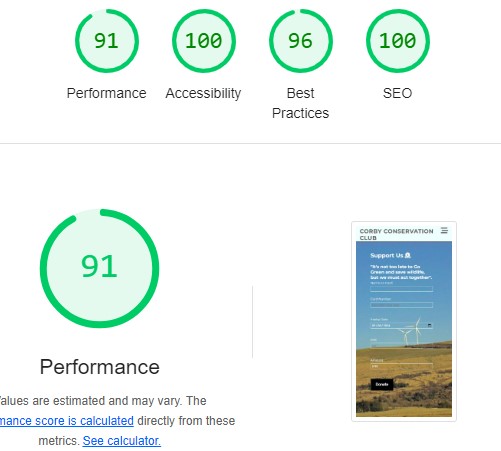 91
100
96
100
Performance
Accessibility
Best
Practices
SEO
91
Performance
alues are estimated and may vary. The
mance score is calculated directly from these
metrics. See calculator.
CORBY CONSERVATION
CLUB
Support Us
"It's not too late to Go
Green and save wildlife,
but we must act together".
Donate